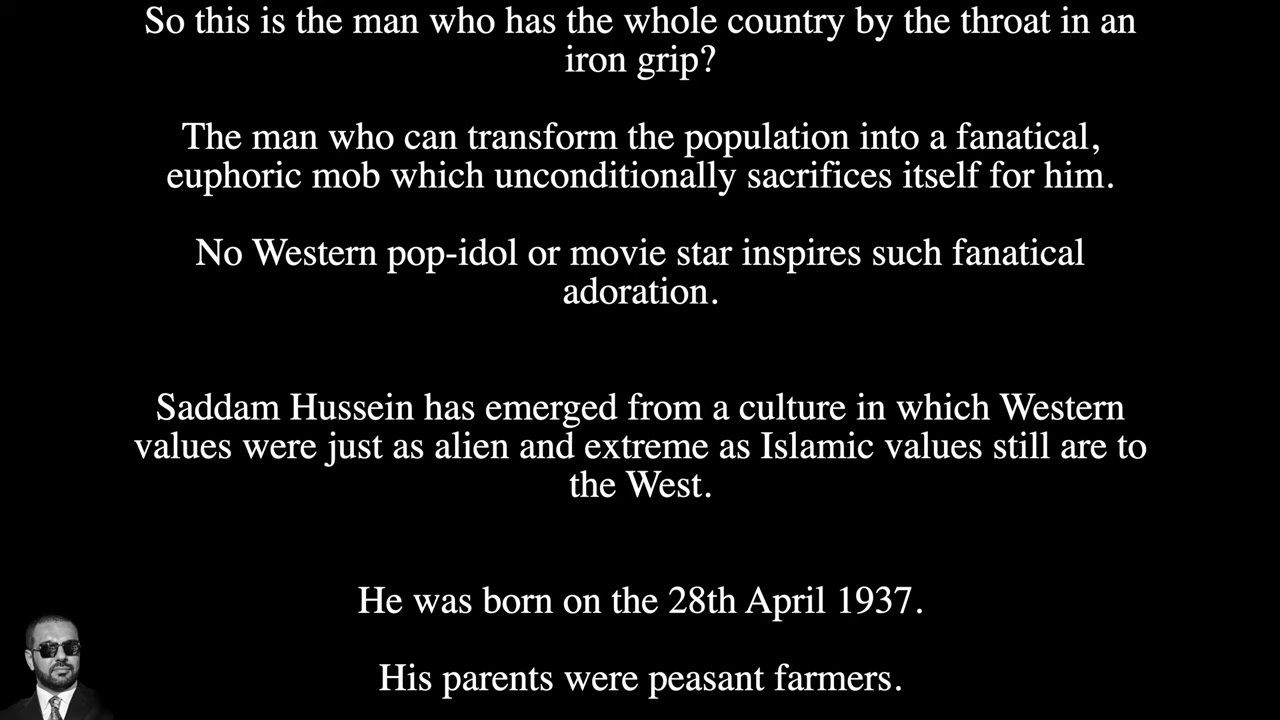 So this is the man who has the whole country by the throat in an
iron grip?
The man who can transform the population into a fanatical,
euphoric mob which unconditionally sacrifices itself for him.
No Western pop-idol or movie star inspires such fanatical
adoration.
Saddam Hussein has emerged from a culture in which Western
values were just as alien and extreme as Islamic values still are to
the West.
He was born on the 28th April 1937.
His parents were peasant farmers.